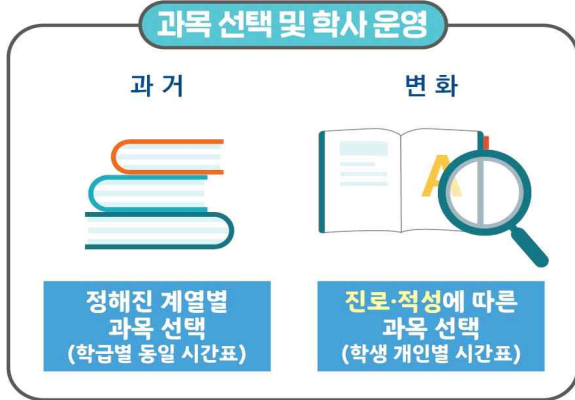 과목 선택 및 학사 운영
과 거
변 화
A
정해진 계열별
과목 선택
(학급별 동일 시간표)
진로·적성에 따른
과목 선택
(학생 개인별 시간표)